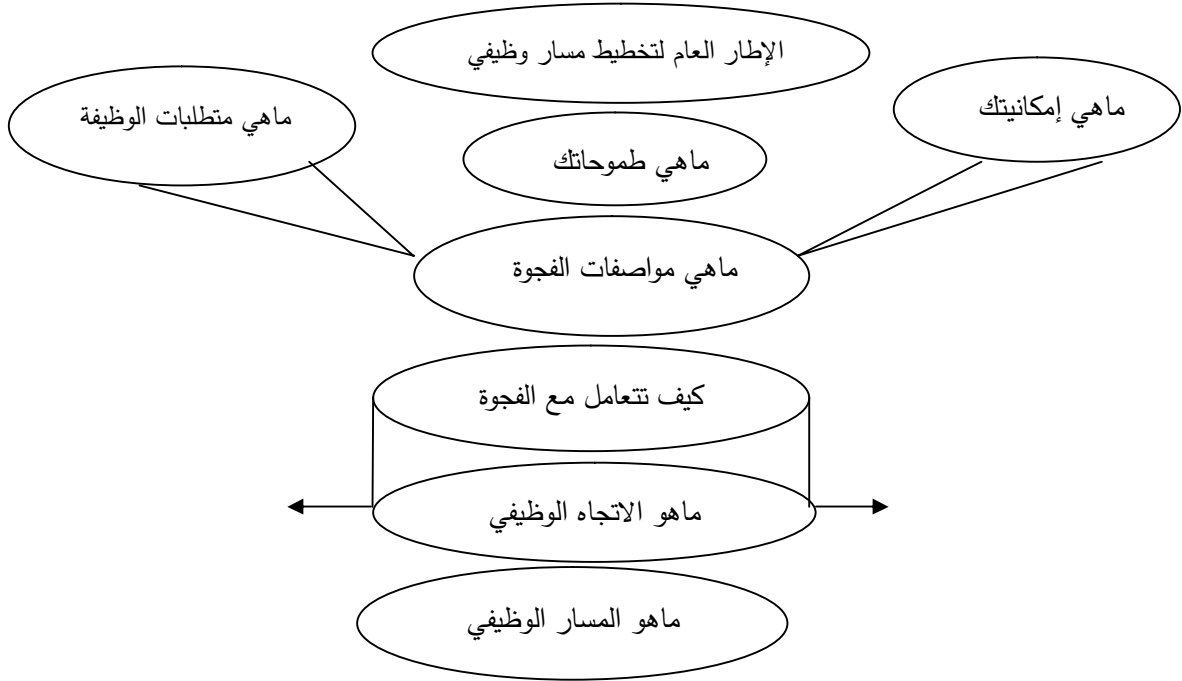 الإطار العام لتخطيط مسار وظيفي
ماهي إمكانيتك
ماهي متطلبات الوظيفة
ماهي طموحاتك
ماهي مواصفات الفجوة
كيف تتعامل مع الفجوة
ماهو الاتجاه الوظيفي
ماهو المسار الوظيفي